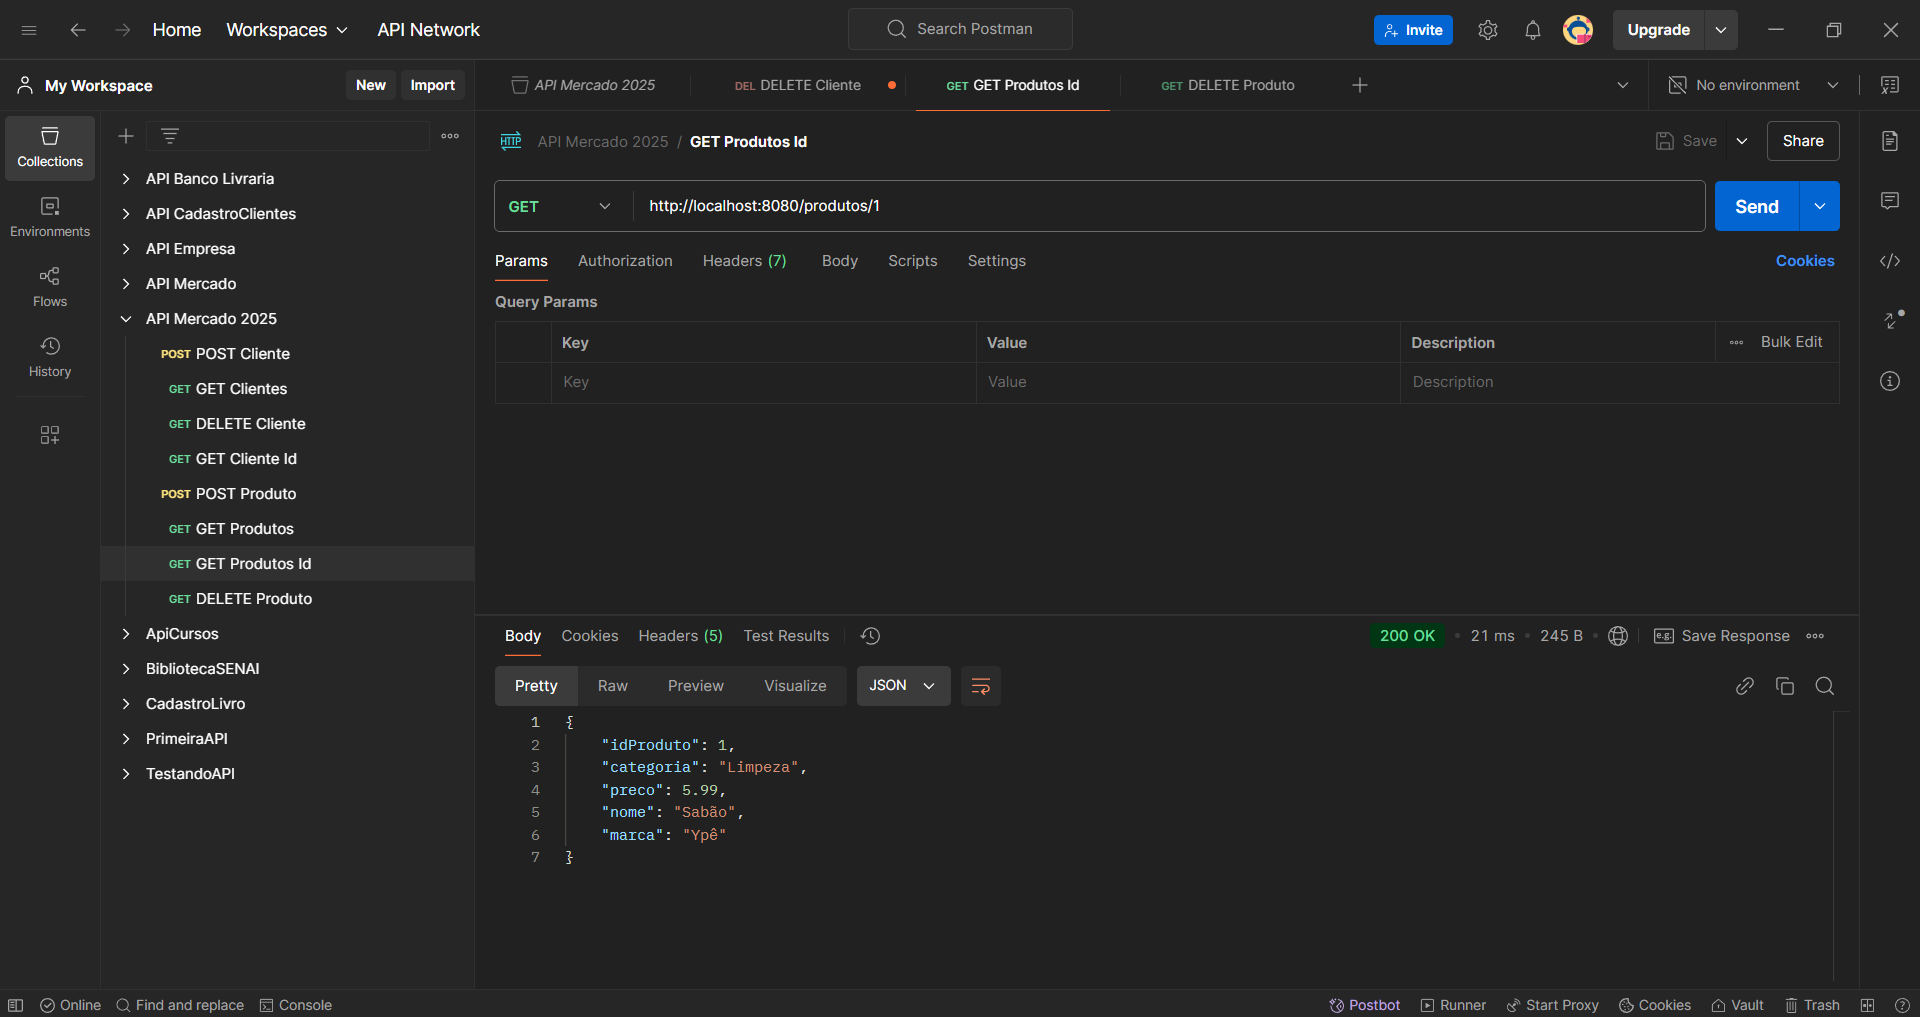 Home Workspaces API Network Search Postman Invite Upgrade
My Workspace New Import API Mercado 2025 DEL DELETE Cliente GET GET Produtos Id GET DELETE Produto No environment
Collections
Environments
Flows
History
API Banco Livraria
API CadastroClientes
API Empresa
API Mercado
API Mercado 2025
POST POST Cliente
GET GET Clientes
GET DELETE Cliente
GET GET Cliente Id
POST POST Produto
GET GET Produtos
GET GET Produtos Id
GET DELETE Produto
ApiCursos
BibliotecaSENAI
CadastroLivro
PrimeiraAPI
TestandoAPI
HTTP API Mercado 2025 / GET Produtos Id Save Share
GET http://localhost:8080/produtos/1 Send
Params Authorization Headers (7) Body Scripts Settings Cookies
Query Params
Key Value Description Bulk Edit
Key Value Description
Body Cookies Headers (5) Test Results 200 OK 21 ms 245 B e.g. Save Response
Pretty Raw Preview Visualize JSON
1 {
2 "idProduto": 1,
3 "categoria": "Limpeza",
4 "preco": 5.99,
5 "nome": "Sabão",
6 "marca": "Ypê"
7 }
Online Find and replace Console Postbot Runner Start Proxy Cookies Vault Trash